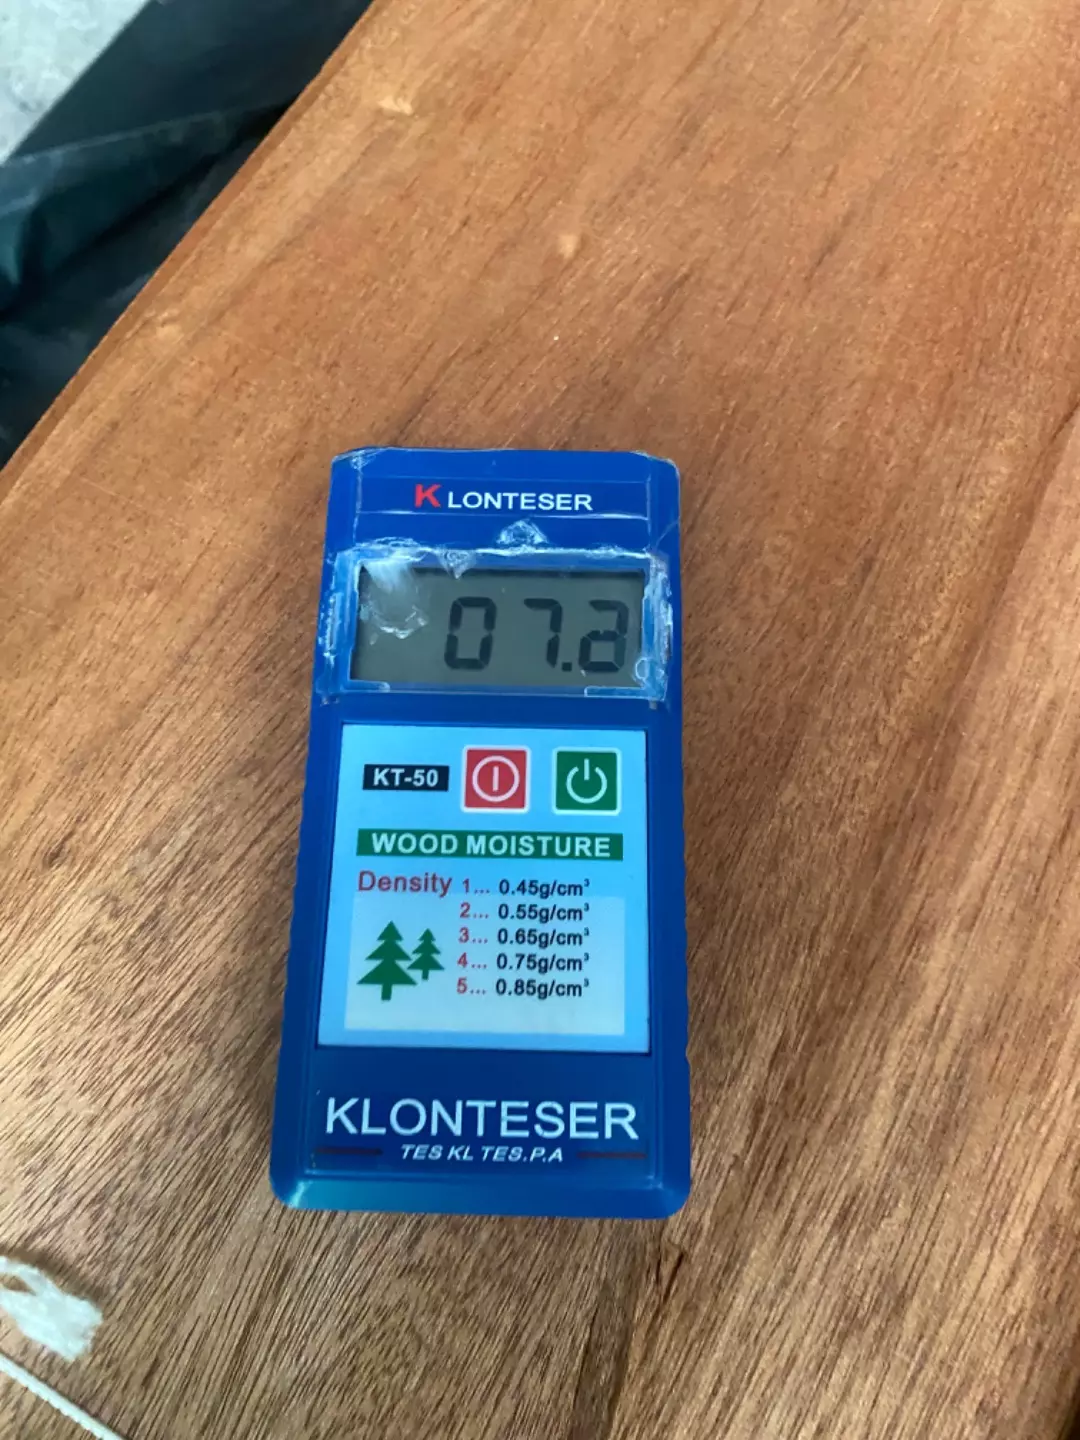 KLONTESER
07.2
KT-50
WOOD MOISTURE
Density 1... 0.45g/cm³
2... 0.55g/cm³
3... 0.65g/cm³
4... 0.75g/cm³
5... 0.85g/cm³
KLONTESER
TES KL TES.P.A